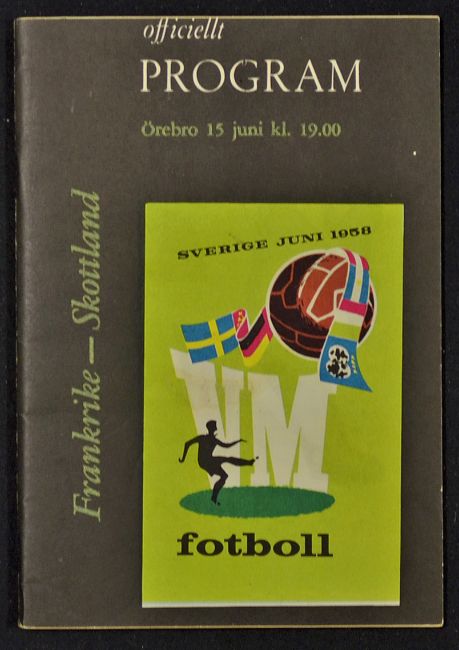 officiellt
PROGRAM
Örebro 15 juni kl. 19.00
Frankrike — Skottland
SVERIGE JUNI 1958
VM
fotboll